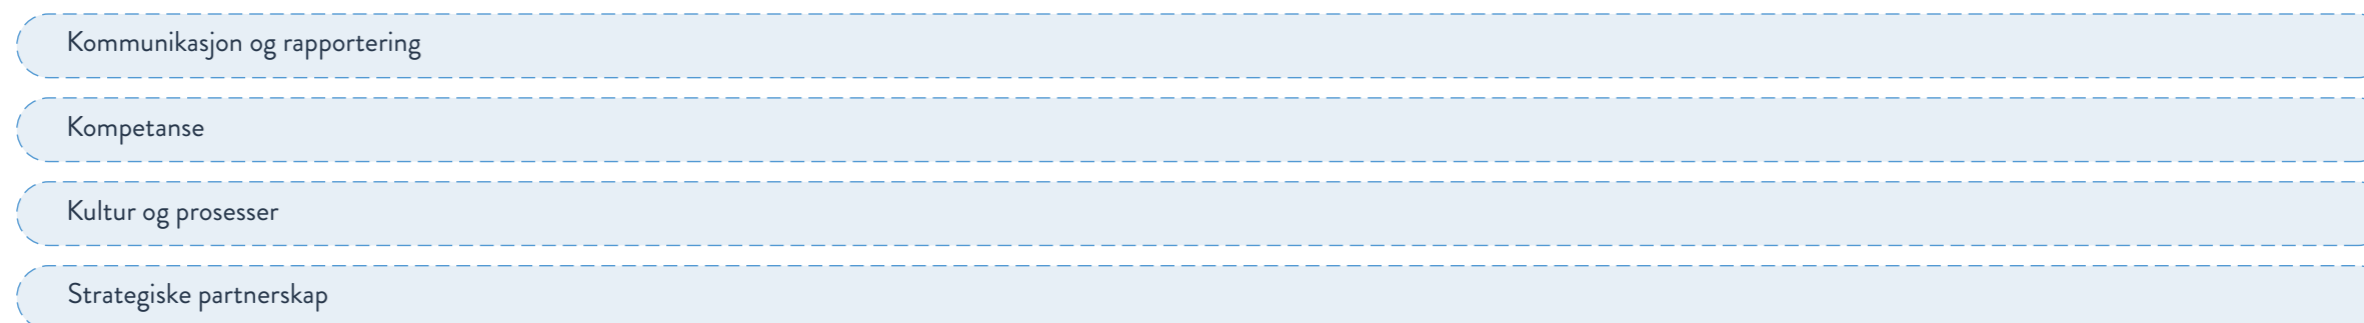 Kommunikasjon og rapportering
Kompetanse
Kultur og prosesser
Strategiske partnerskap